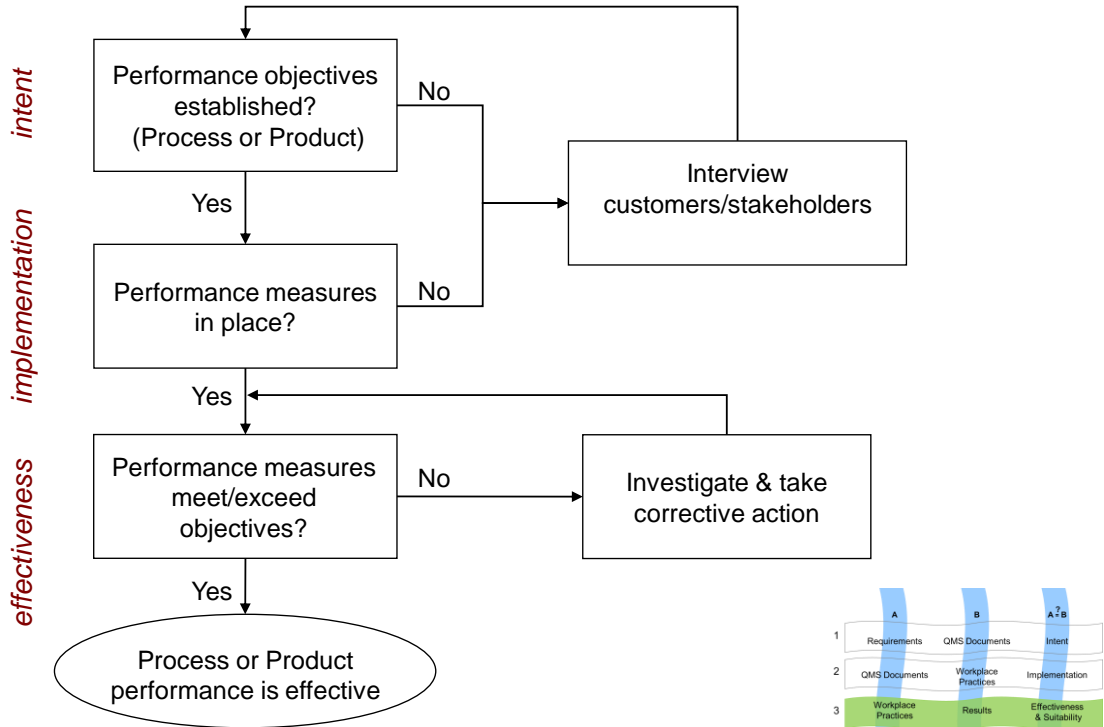 intent
Performance objectives
established?
(Process or Product)
No
Interview
customers/stakeholders
Yes
implementation
Performance measures
in place?
No
Yes
effectiveness
Performance measures
meet/exceed
objectives?
No
Investigate & take
corrective action
Yes
Process or Product
performance is effective
A
B
?
A = B
1
Requirements
QMS Documents
Intent
2
QMS Documents
Workplace
Practices
Implementation
3
Workplace
Practices
Results
Effectiveness
& Suitability